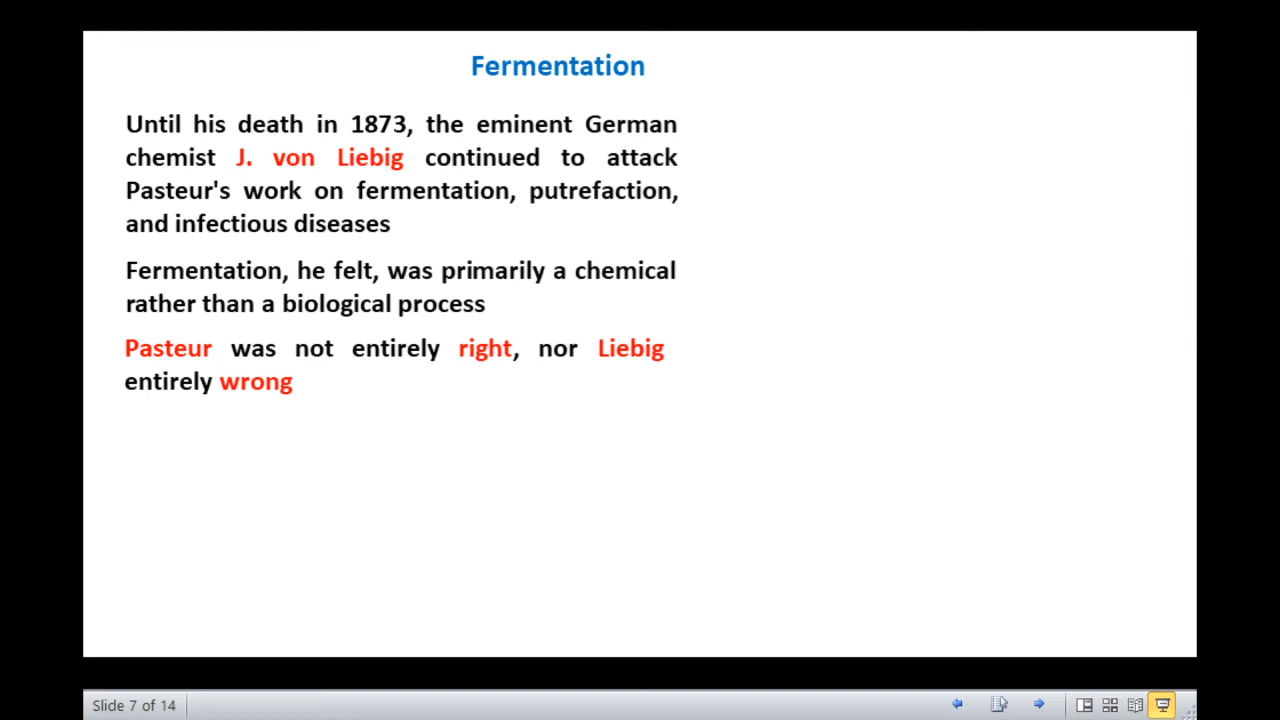 Fermentation
Until his death in 1873, the eminent German
chemist J. von Liebig continued to attack
Pasteur's work on fermentation, putrefaction,
and infectious diseases
Fermentation, he felt, was primarily a chemical
rather than a biological process
Pasteur was not entirely right, nor Liebig
entirely wrong
Slide 7 of 14